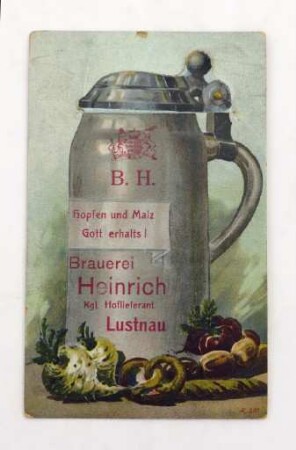 B. H.
Hopfen und Malz
Gott erhalts!
Brauerei
Heinrich
Kgl. Hoflieferant
Lustnau